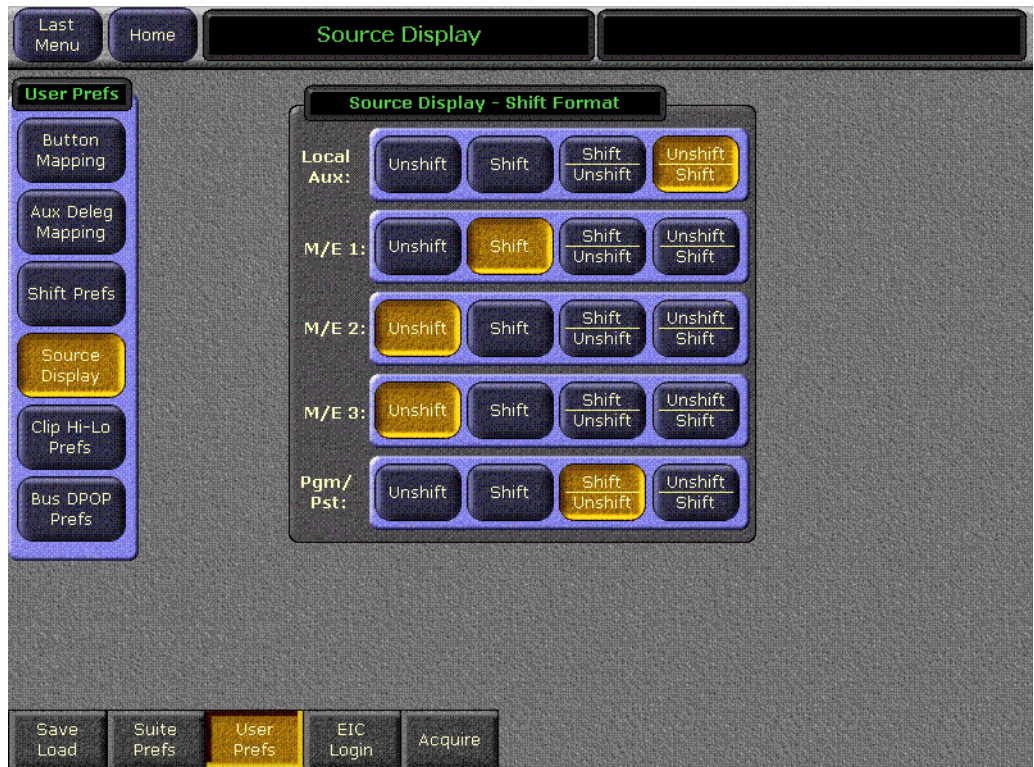 Last
Menu
Home
Source Display
User Prefs
Button
Mapping
Aux Deleg
Mapping
Shift Prefs
Source
Display
Clip Hi-Lo
Prefs
Bus DPOP
Prefs
Source Display - Shift Format
Local
Aux:
Unshift
Shift
Shift
Unshift
Unshift
Shift
M/E 1:
Unshift
Shift
Shift
Unshift
Unshift
Shift
M/E 2:
Unshift
Shift
Shift
Unshift
Unshift
Shift
M/E 3:
Unshift
Shift
Shift
Unshift
Unshift
Shift
Pgm/
Pst:
Unshift
Shift
Shift
Unshift
Unshift
Shift
Save
Load
Suite
Prefs
User
Prefs
EIC
Login
Acquire